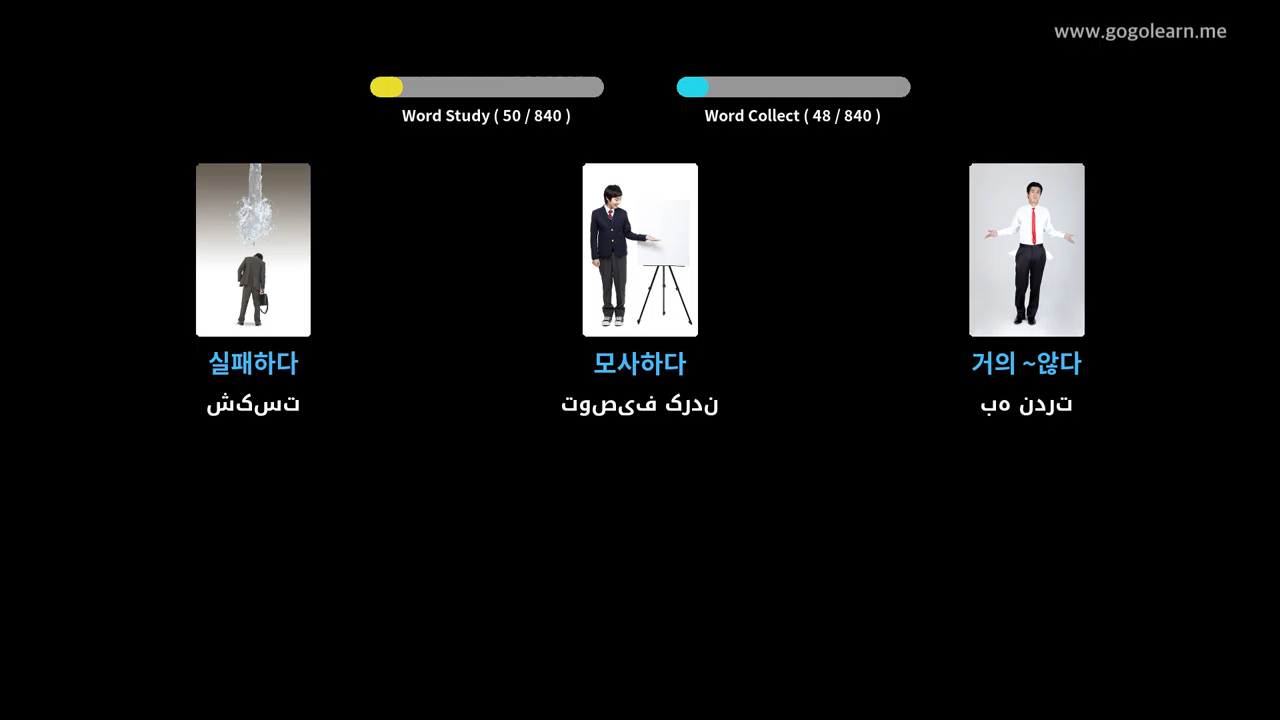 www.gogolearn.me
Word Study ( 50 / 840 )
Word Collect ( 48 / 840 )
실패하다
شکست
모사하다
توصیف کردن
거의 ~않다
به ندرت